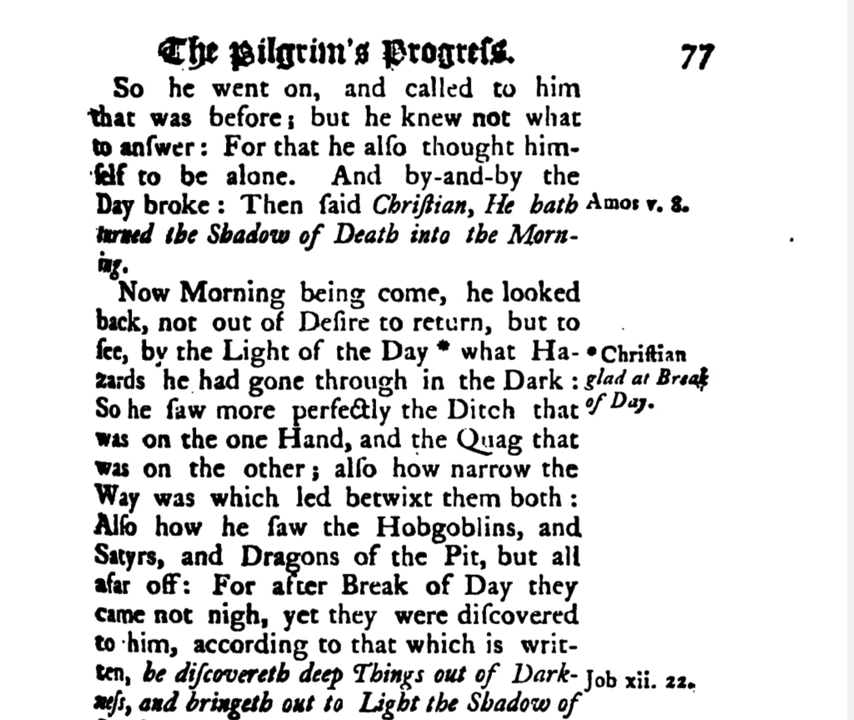 The Pilgrim's Progreſs. 77
So he went on, and called to him
that was before; but he knew not what
to anſwer: For that he alſo thought him-
ſelf to be alone. And by-and-by the
Day broke: Then ſaid Chriſtian, He hath Amos v. 8.
turned the Shadow of Death into the Morn-
ing.
Now Morning being come, he looked
back, not out of Deſire to return, but to
ſee, by the Light of the Day * what Ha- * Chriſtian
zards he had gone through in the Dark: glad at Break
So he ſaw more perfectly the Ditch that of Day.
was on the one Hand, and the Quag that
was on the other; alſo how narrow the
Way was which led betwixt them both:
Alſo how he ſaw the Hobgoblins, and
Satyrs, and Dragons of the Pit, but all
afar off: For after Break of Day they
came not nigh, yet they were diſcovered
to him, according to that which is writ-
ten, he diſcovereth deep Things out of Dark- Job xii. 22.
neſs, and bringeth out to Light the Shadow of